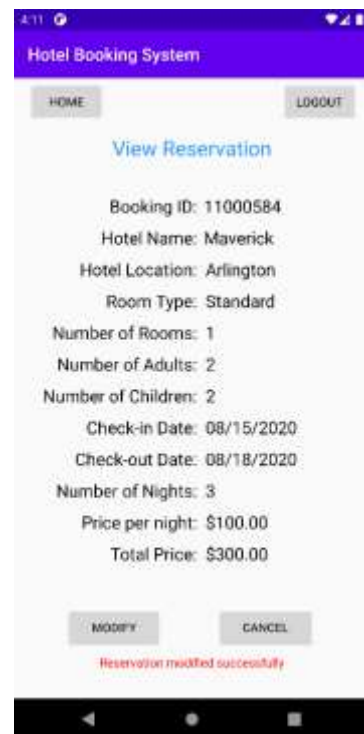 4:11
Hotel Booking System
HOME LOGOUT
View Reservation
Booking ID: 11000584
Hotel Name: Maverick
Hotel Location: Arlington
Room Type: Standard
Number of Rooms: 1
Number of Adults: 2
Number of Children: 2
Check-in Date: 08/15/2020
Check-out Date: 08/18/2020
Number of Nights: 3
Price per night: $100.00
Total Price: $300.00
MODIFY CANCEL
Reservation modified successfully